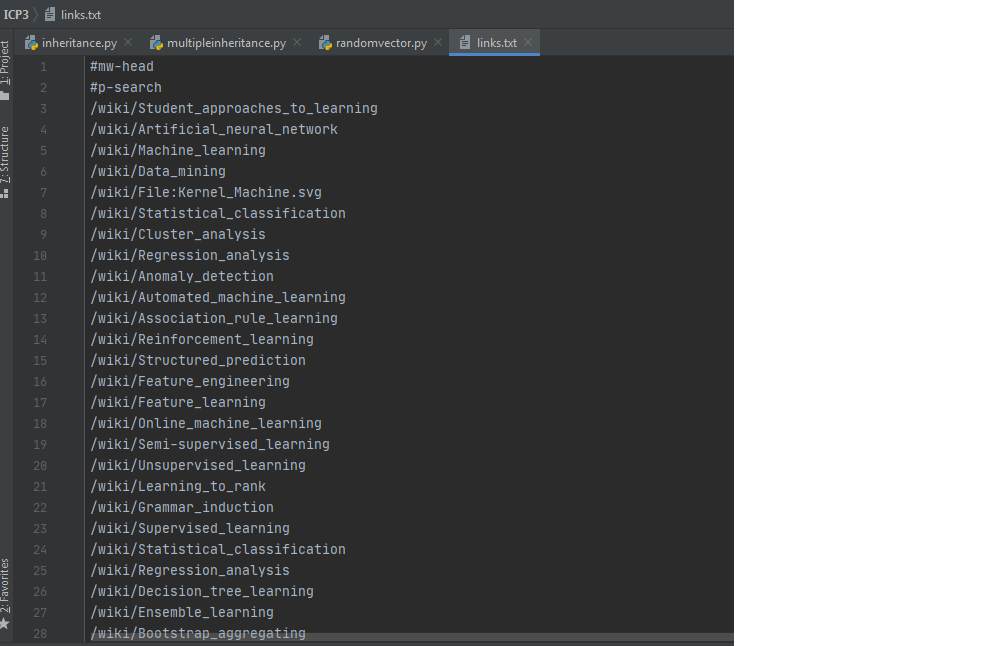 ICP3 links.txt
inheritance.py multipleinheritance.py randomvector.py links.txt
1: Project
7: Structure
2: Favorites
1 #mw-head
2 #p-search
3 /wiki/Student_approaches_to_learning
4 /wiki/Artificial_neural_network
5 /wiki/Machine_learning
6 /wiki/Data_mining
7 /wiki/File:Kernel_Machine.svg
8 /wiki/Statistical_classification
9 /wiki/Cluster_analysis
10 /wiki/Regression_analysis
11 /wiki/Anomaly_detection
12 /wiki/Automated_machine_learning
13 /wiki/Association_rule_learning
14 /wiki/Reinforcement_learning
15 /wiki/Structured_prediction
16 /wiki/Feature_engineering
17 /wiki/Feature_learning
18 /wiki/Online_machine_learning
19 /wiki/Semi-supervised_learning
20 /wiki/Unsupervised_learning
21 /wiki/Learning_to_rank
22 /wiki/Grammar_induction
23 /wiki/Supervised_learning
24 /wiki/Statistical_classification
25 /wiki/Regression_analysis
26 /wiki/Decision_tree_learning
27 /wiki/Ensemble_learning
28 /wiki/Bootstrap_aggregating